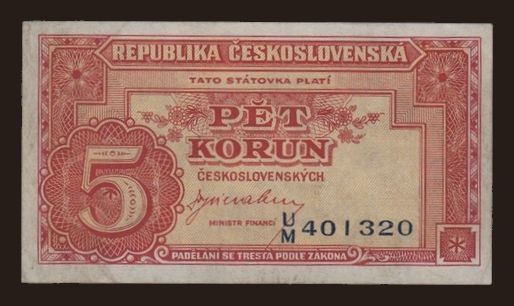 REPUBLIKA ČESKOSLOVENSKÁ
TATO STÁTOVKA PLATÍ
PĚT
KORUN
ČESKOSLOVENSKÝCH
5
MINISTR FINANCÍ
U/M 401320
PADĚLÁNÍ SE TRESTÁ PODLE ZÁKONA